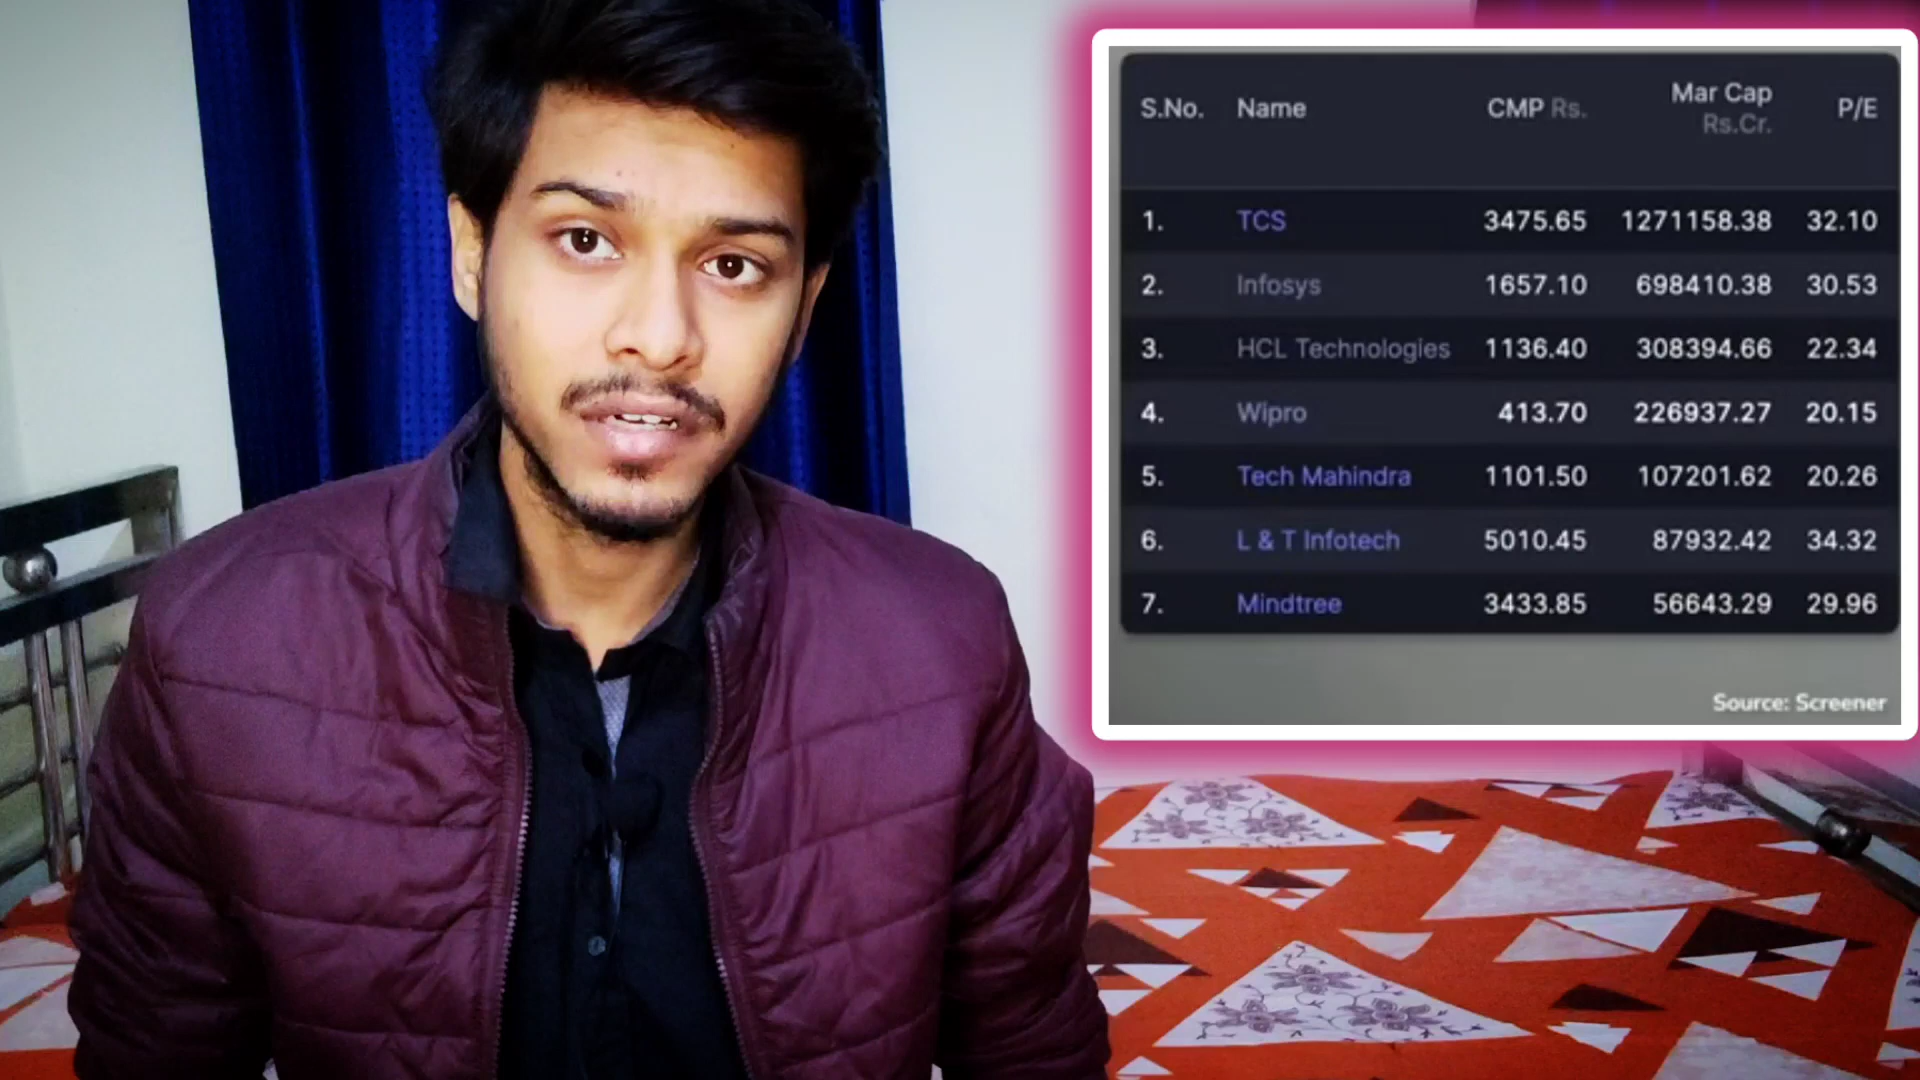 S.No. Name CMP Rs. Mar Cap Rs.Cr. P/E
1. TCS 3475.65 1271158.38 32.10
2. Infosys 1657.10 698410.38 30.53
3. HCL Technologies 1136.40 308394.66 22.34
4. Wipro 413.70 226937.27 20.15
5. Tech Mahindra 1101.50 107201.62 20.26
6. L & T Infotech 5010.45 87932.42 34.32
7. Mindtree 3433.85 56643.29 29.96
Source: Screener